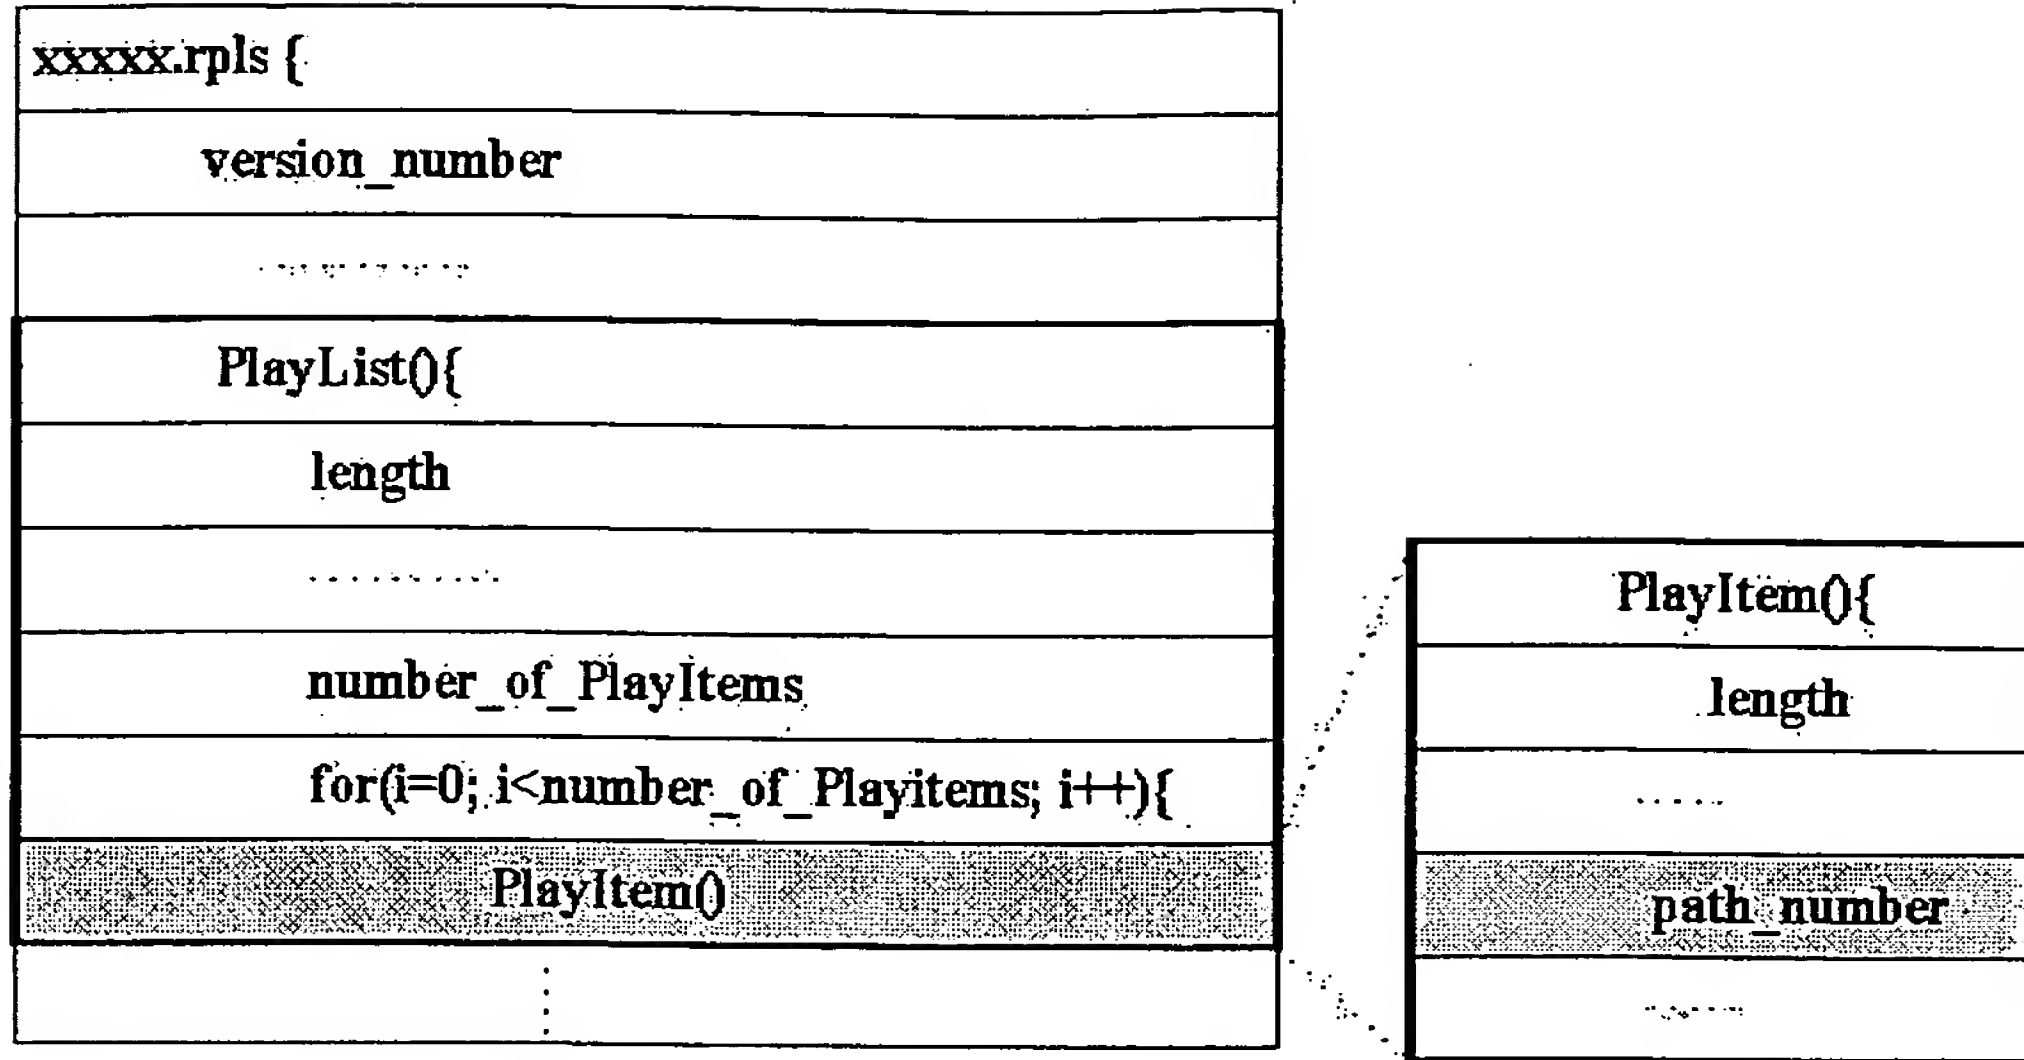 xxxxx.rpls {
version_number
..........
PlayList(){
length
..........
number_of_PlayItems
for(i=0; i<number_of_Playitems; i++){
PlayItem()
PlayItem(){
length
.....
path_number
.....